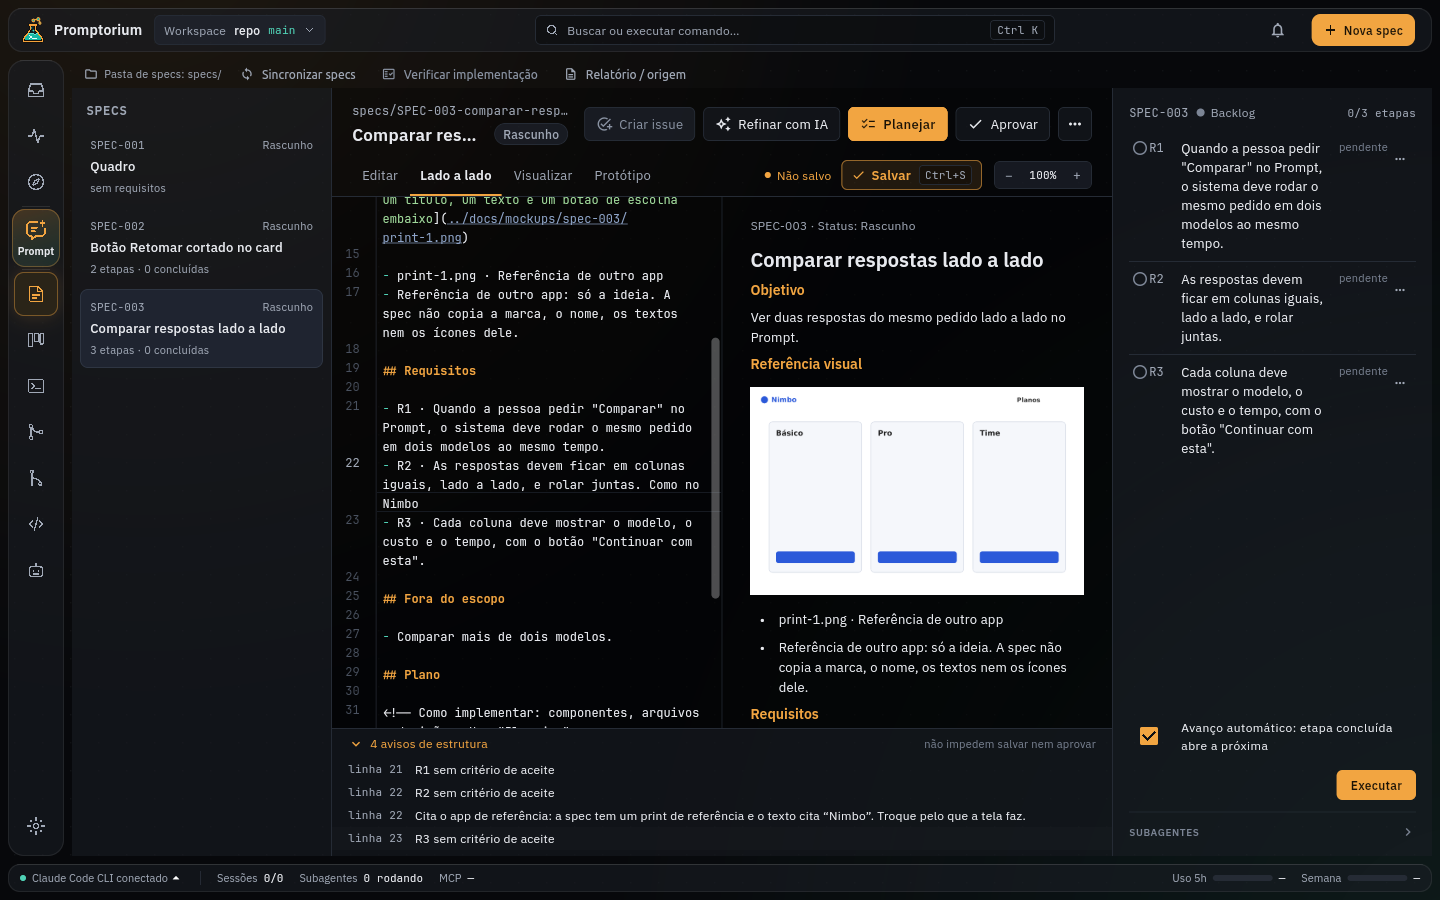 Promptorium
Workspace repo main
Buscar ou executar comando...
Ctrl K
+ Nova spec
Pasta de specs: specs/
Sincronizar specs
Verificar implementação
Relatório / origem
Prompt
SPECS
SPEC-001 Rascunho
Quadro
sem requisitos
SPEC-002 Rascunho
Botão Retomar cortado no card
2 etapas · 0 concluídas
SPEC-003 Rascunho
Comparar respostas lado a lado
3 etapas · 0 concluídas
specs/SPEC-003-comparar-resp…
Comparar res... Rascunho
Criar issue
Refinar com IA
Planejar
Aprovar
Editar
Lado a lado
Visualizar
Protótipo
Não salvo
Salvar Ctrl+S
− 100% +
um título, um texto e um botão de escolha
embaixo](../docs/mockups/spec-003/
print-1.png)
15
16 - print-1.png · Referência de outro app
17 - Referência de outro app: só a ideia. A
spec não copia a marca, o nome, os textos
nem os ícones dele.
18
19 ## Requisitos
20
21 - R1 · Quando a pessoa pedir "Comparar" no
Prompt, o sistema deve rodar o mesmo pedido
em dois modelos ao mesmo tempo.
22 - R2 · As respostas devem ficar em colunas
iguais, lado a lado, e rolar juntas. Como no
Nimbo
23 - R3 · Cada coluna deve mostrar o modelo, o
custo e o tempo, com o botão "Continuar com
esta".
24
25 ## Fora do escopo
26
27 - Comparar mais de dois modelos.
28
29 ## Plano
30
31 <!-- Como implementar: componentes, arquivos
SPEC-003 · Status: Rascunho
Comparar respostas lado a lado
Objetivo
Ver duas respostas do mesmo pedido lado a lado no
Prompt.
Referência visual
Nimbo Planos
Básico Pro Time
• print-1.png · Referência de outro app
• Referência de outro app: só a ideia. A spec não
copia a marca, o nome, os textos nem os ícones
dele.
Requisitos
4 avisos de estrutura
não impedem salvar nem aprovar
linha 21 R1 sem critério de aceite
linha 22 R2 sem critério de aceite
linha 22 Cita o app de referência: a spec tem um print de referência e o texto cita “Nimbo”. Troque pelo que a tela faz.
linha 23 R3 sem critério de aceite
SPEC-003 Backlog 0/3 etapas
R1 Quando a pessoa pedir pendente
"Comparar" no Prompt,
o sistema deve rodar o
mesmo pedido em dois
modelos ao mesmo
tempo.
R2 As respostas devem pendente
ficar em colunas iguais,
lado a lado, e rolar
juntas.
R3 Cada coluna deve pendente
mostrar o modelo, o
custo e o tempo, com o
botão "Continuar com
esta".
Avanço automático: etapa concluída
abre a próxima
Executar
SUBAGENTES
Claude Code CLI conectado
Sessões 0/0
Subagentes 0 rodando
MCP —
Uso 5h —
Semana —